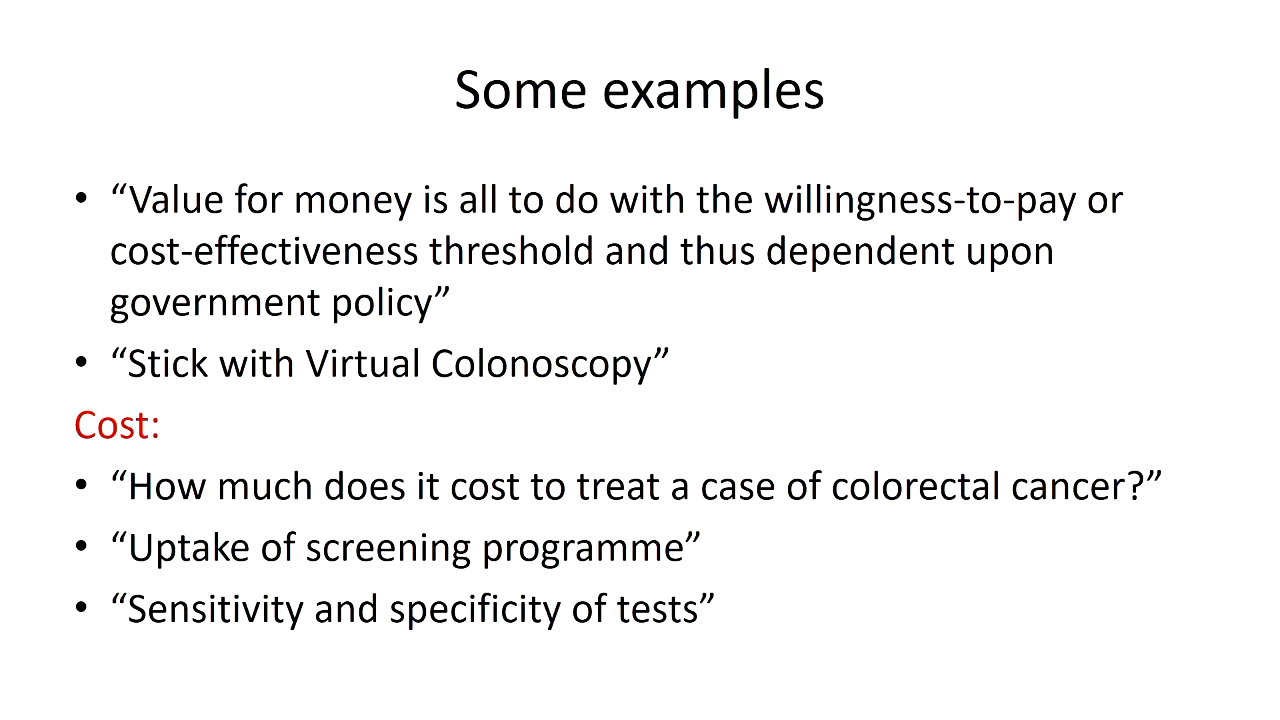 Some examples
• “Value for money is all to do with the willingness-to-pay or
cost-effectiveness threshold and thus dependent upon
government policy”
• “Stick with Virtual Colonoscopy”
Cost:
• “How much does it cost to treat a case of colorectal cancer?”
• “Uptake of screening programme”
• “Sensitivity and specificity of tests”